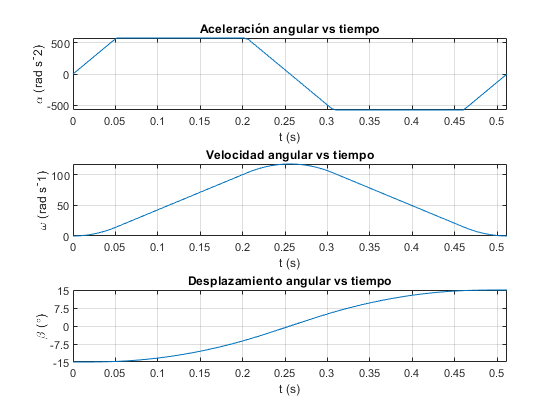 Aceleración angular vs tiempo
α (rad s^-2)
500
0
-500
0 0.05 0.1 0.15 0.2 0.25 0.3 0.35 0.4 0.45 0.5
t (s)
Velocidad angular vs tiempo
ω (rad s^-1)
100
50
0
0 0.05 0.1 0.15 0.2 0.25 0.3 0.35 0.4 0.45 0.5
t (s)
Desplazamiento angular vs tiempo
β (°)
15
7.5
0
-7.5
-15
0 0.05 0.1 0.15 0.2 0.25 0.3 0.35 0.4 0.45 0.5
t (s)